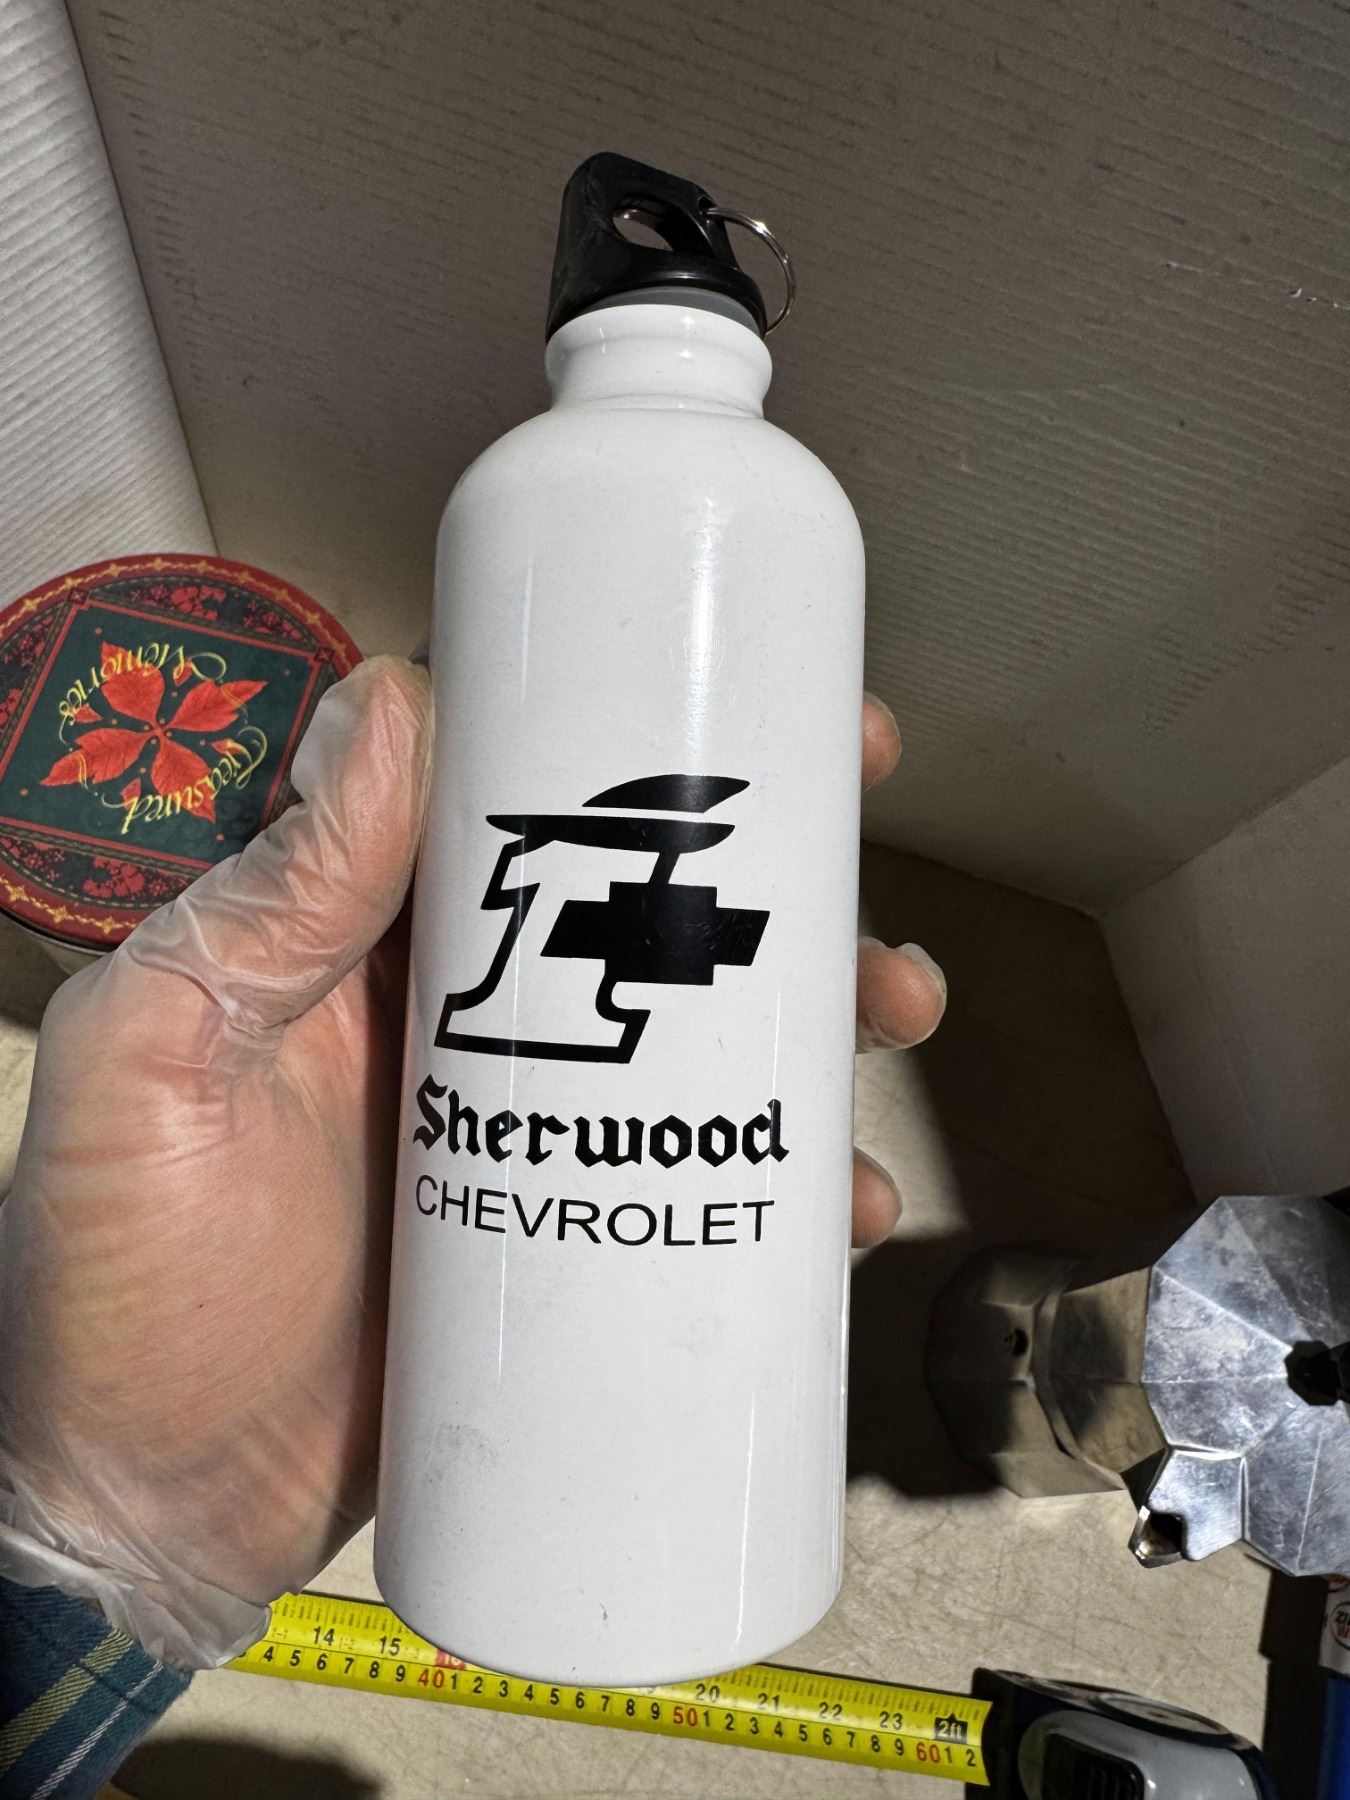 Treasured
Memories
Sherwood
CHEVROLET
14 15 20 21 22 23 2ft
4 5 6 7 8 9 40 1 2 3 4 5 6 7 8 9 50 1 2 3 4 5 6 7 8 9 60 1 2